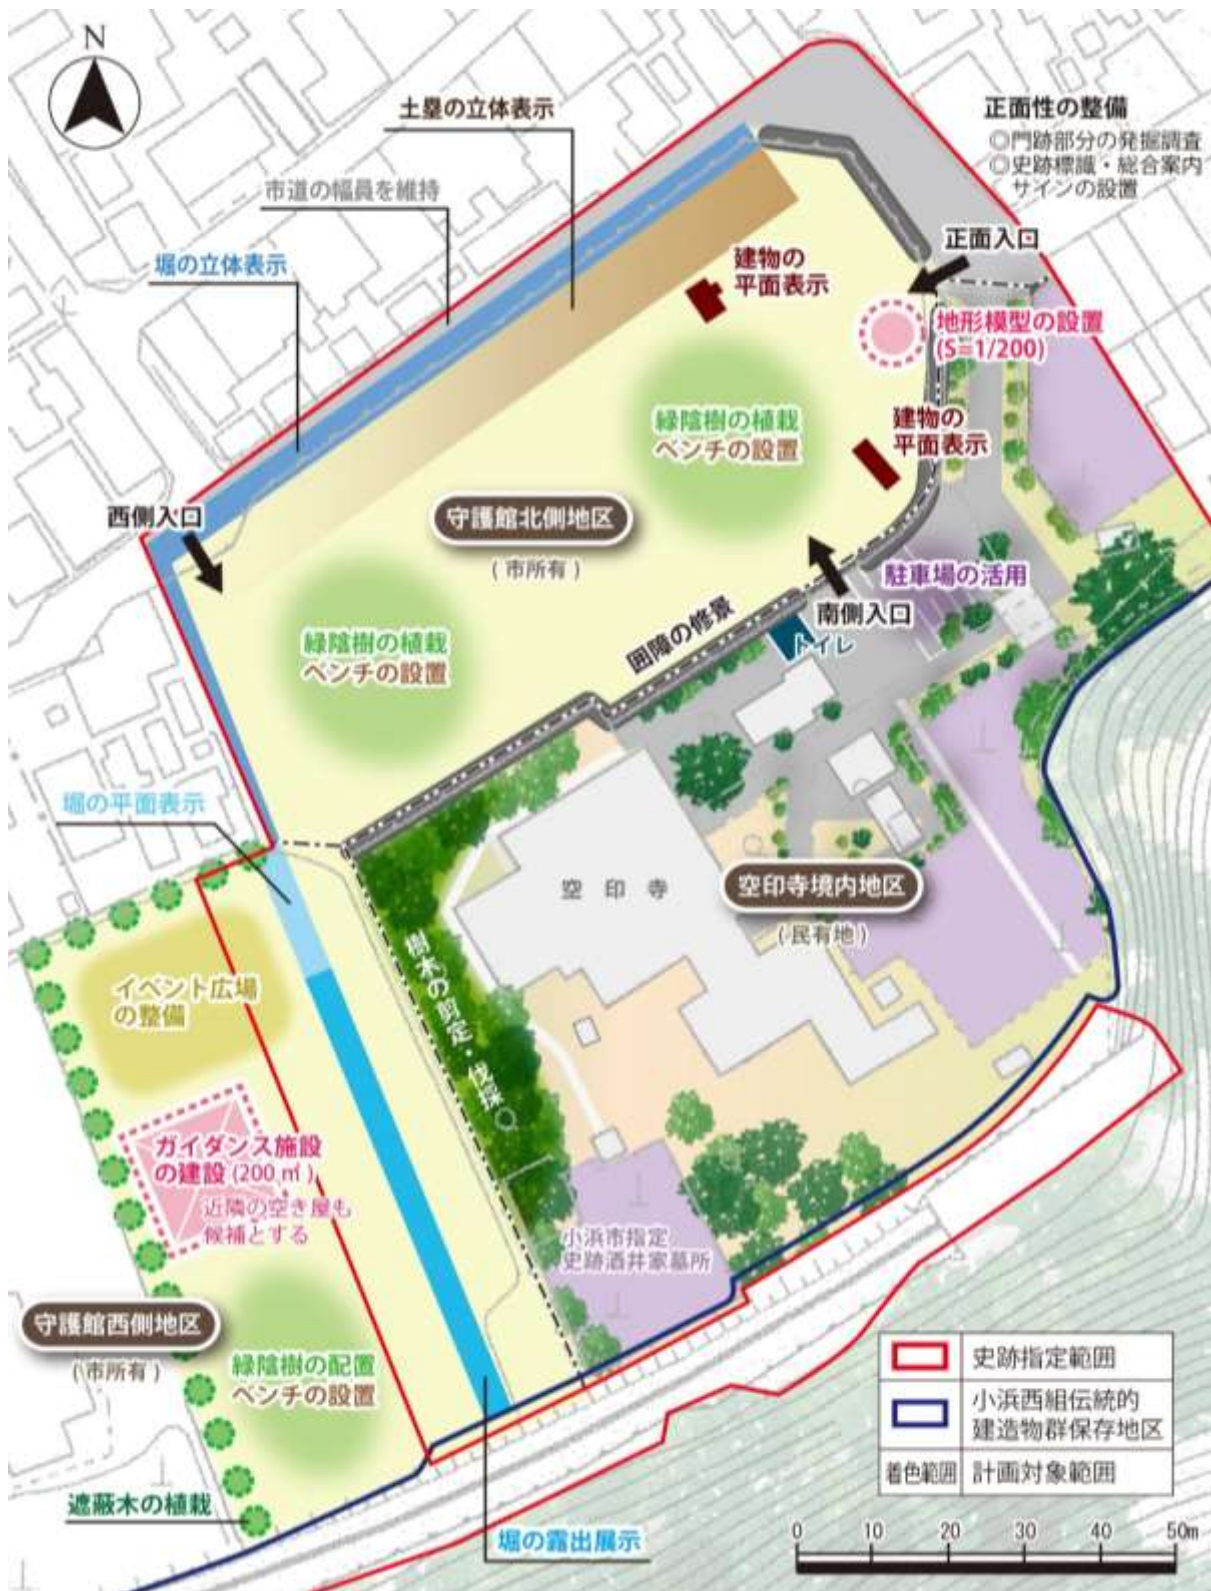 N
土塁の立体表示
正面性の整備
◎門跡部分の発掘調査
◎史跡標識・総合案内
サインの設置
市道の幅員を維持
堀の立体表示
建物の
平面表示
正面入口
地形模型の設置
(S=1/200)
緑陰樹の植栽
ベンチの設置
建物の
平面表示
西側入口
守護館北側地区
(市所有)
駐車場の活用
南側入口
トイレ
囲障の修景
緑陰樹の植栽
ベンチの設置
堀の平面表示
空印寺
空印寺境内地区
(民有地)
樹木の剪定・伐採
イベント広場
の整備
ガイダンス施設
の建設(200㎡)
近隣の空き屋も
候補とする
小浜市指定
史跡酒井家墓所
守護館西側地区
(市所有)
緑陰樹の配置
ベンチの設置
遮蔽木の植栽
堀の露出展示
史跡指定範囲
小浜西組伝統的
建造物群保存地区
着色範囲 計画対象範囲
0 10 20 30 40 50m